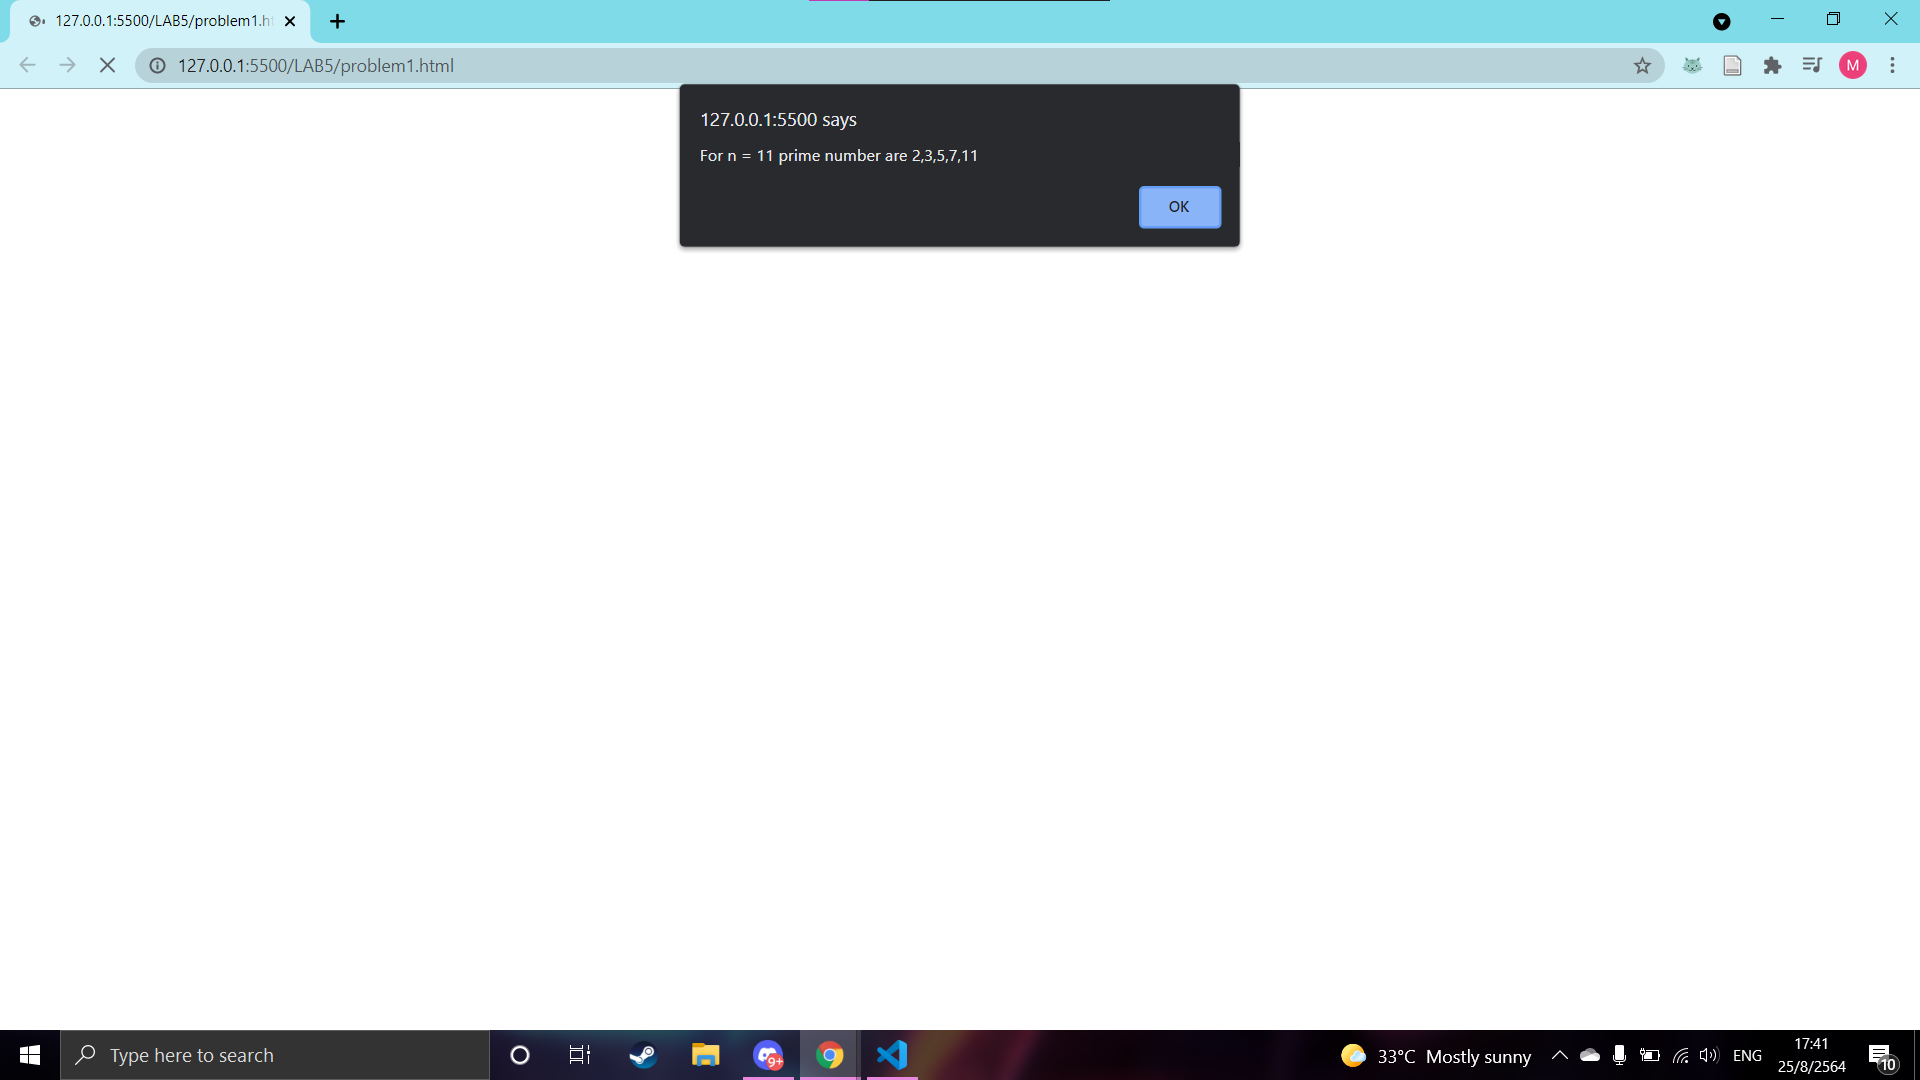 127.0.0.1:5500/LAB5/problem1.ht
127.0.0.1:5500/LAB5/problem1.html
M
127.0.0.1:5500 says
For n = 11 prime number are 2,3,5,7,11
OK
Type here to search
9+
33°C Mostly sunny
ENG
17:41
25/8/2564
10